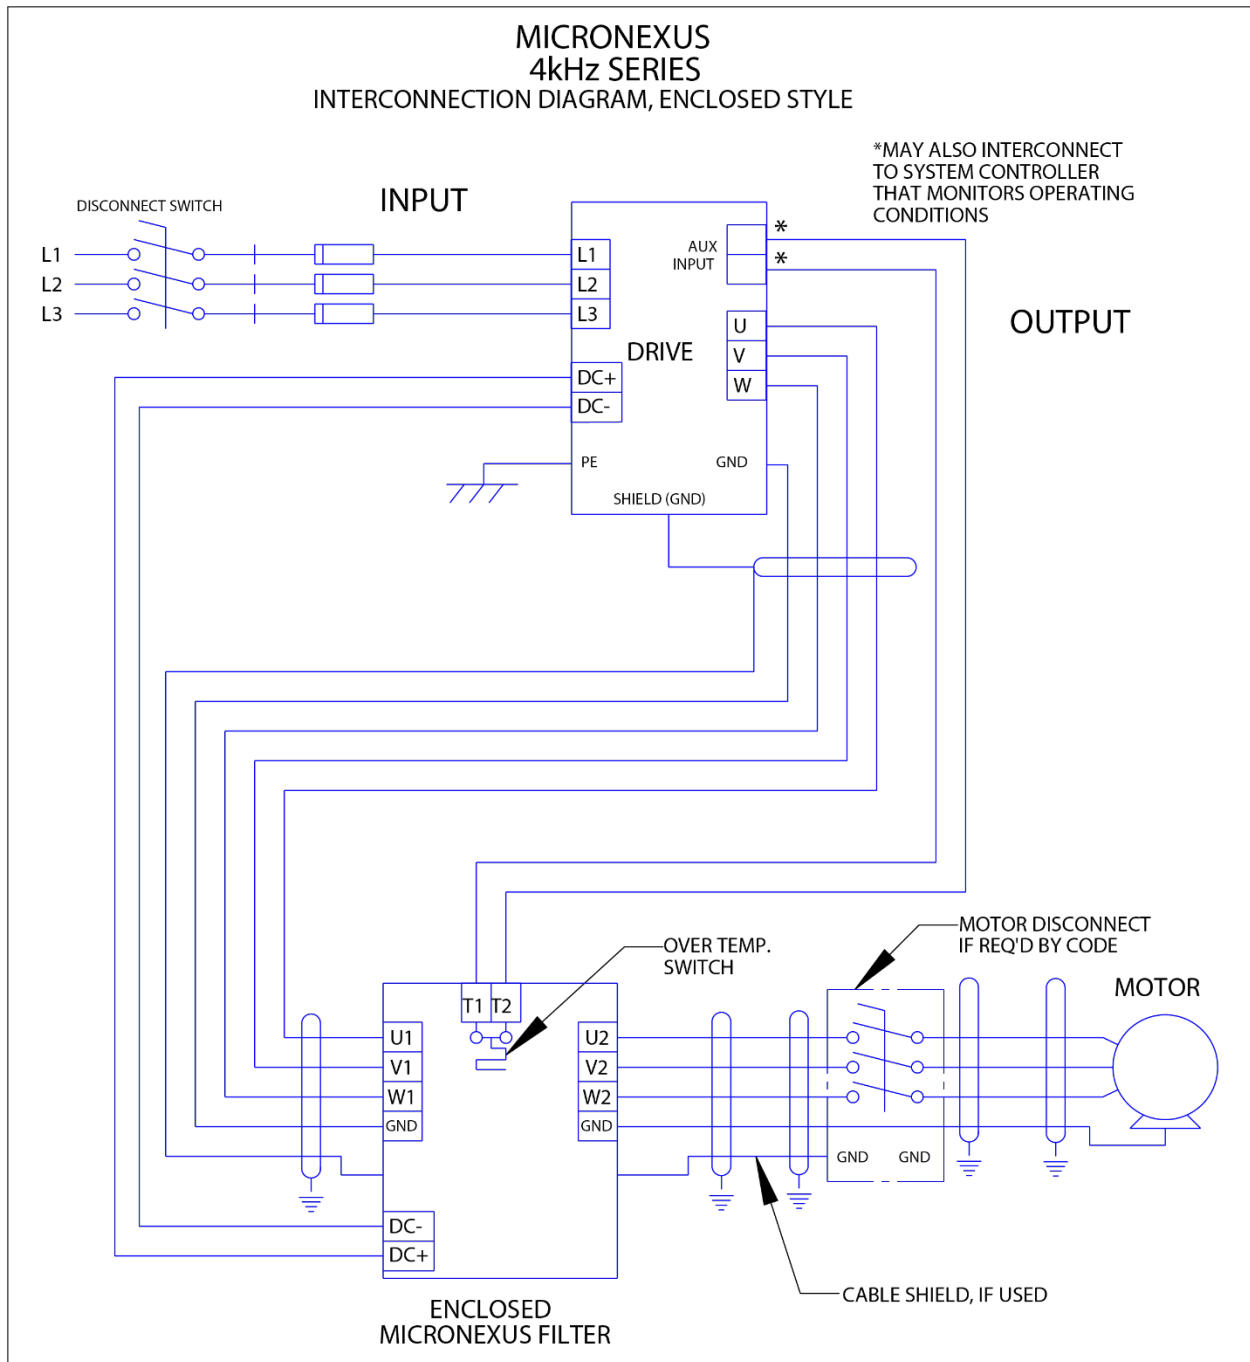 MICRONEXUS
4kHz SERIES
INTERCONNECTION DIAGRAM, ENCLOSED STYLE
*MAY ALSO INTERCONNECT
TO SYSTEM CONTROLLER
THAT MONITORS OPERATING
CONDITIONS
DISCONNECT SWITCH
INPUT
L1
L2
L3
L1
L2
L3
AUX
INPUT
*
*
OUTPUT
DRIVE
U
V
W
DC+
DC-
PE
GND
SHIELD (GND)
OVER TEMP.
SWITCH
MOTOR DISCONNECT
IF REQ'D BY CODE
MOTOR
T1 T2
U1
V1
W1
GND
U2
V2
W2
GND
GND GND
DC-
DC+
CABLE SHIELD, IF USED
ENCLOSED
MICRONEXUS FILTER